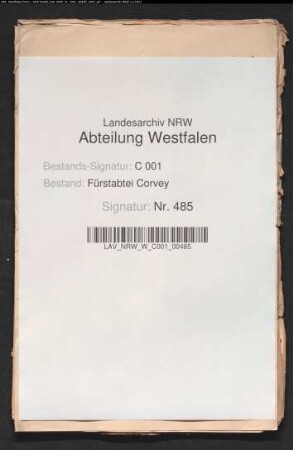 Landesarchiv NRW
Abteilung Westfalen
Bestands-Signatur: C 001
Bestand: Fürstabtei Corvey
Signatur: Nr. 485
LAV_NRW_W_C001_00485